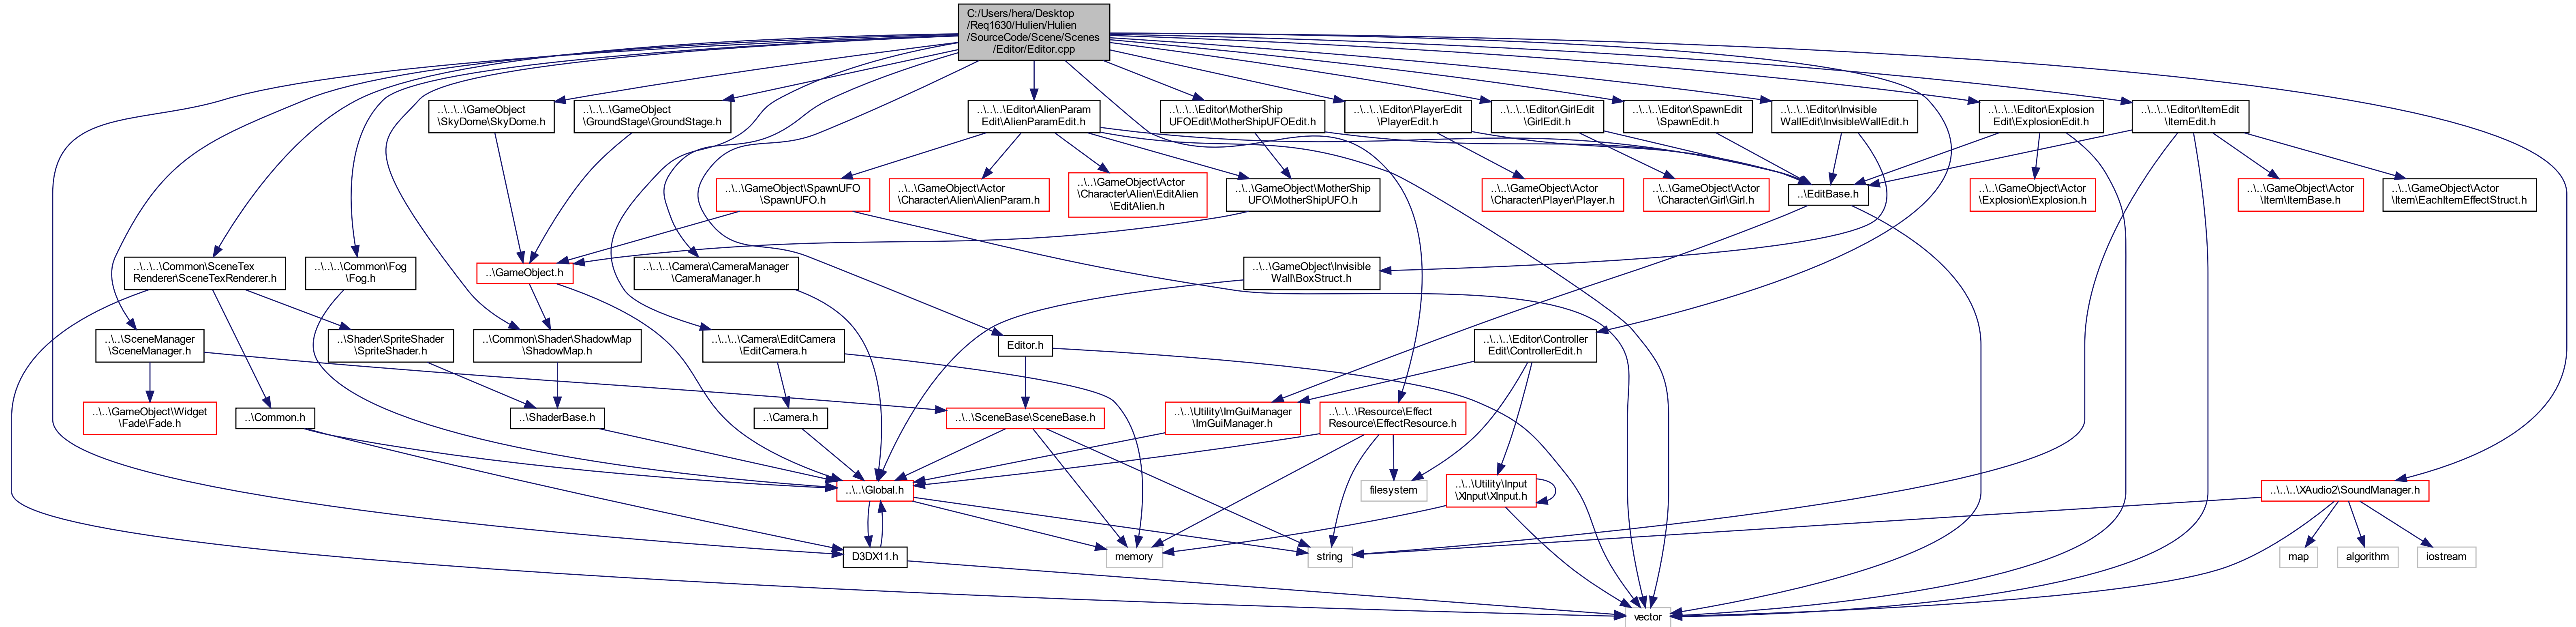 C:/Users/hera/Desktop
/Req1630/Hulien/Hulien
/SourceCode/Scene/Scenes
/Editor/Editor.cpp
..\..\..\GameObject
\SkyDome\SkyDome.h
..\..\..\GameObject
\GroundStage\GroundStage.h
..\..\..\Editor\AlienParam
Edit\AlienParamEdit.h
..\..\..\Editor\MotherShip
UFOEdit\MotherShipUFOEdit.h
..\..\..\Editor\PlayerEdit
\PlayerEdit.h
..\..\..\Editor\GirlEdit
\GirlEdit.h
..\..\..\Editor\SpawnEdit
\SpawnEdit.h
..\..\..\Editor\Invisible
WallEdit\InvisibleWallEdit.h
..\..\..\Editor\Explosion
Edit\ExplosionEdit.h
..\..\..\Editor\ItemEdit
\ItemEdit.h
..\..\GameObject\SpawnUFO
\SpawnUFO.h
..\..\GameObject\Actor
\Character\Alien\AlienParam.h
..\..\GameObject\Actor
\Character\Alien\EditAlien
\EditAlien.h
..\..\GameObject\MotherShip
UFO\MotherShipUFO.h
..\..\GameObject\Actor
\Character\Player\Player.h
..\..\GameObject\Actor
\Character\Girl\Girl.h
..\EditBase.h
..\..\GameObject\Actor
\Explosion\Explosion.h
..\..\GameObject\Actor
\Item\ItemBase.h
..\..\GameObject\Actor
\Item\EachItemEffectStruct.h
..\..\..\Common\SceneTex
Renderer\SceneTexRenderer.h
..\..\..\Common\Fog
\Fog.h
..\GameObject.h
..\..\..\Camera\CameraManager
\CameraManager.h
..\..\GameObject\Invisible
Wall\BoxStruct.h
..\..\SceneManager
\SceneManager.h
..\Shader\SpriteShader
\SpriteShader.h
..\Common\Shader\ShadowMap
\ShadowMap.h
..\..\..\Camera\EditCamera
\EditCamera.h
Editor.h
..\..\..\Editor\Controller
Edit\ControllerEdit.h
..\..\GameObject\Widget
\Fade\Fade.h
..\Common.h
..\ShaderBase.h
..\Camera.h
..\..\SceneBase\SceneBase.h
..\..\Utility\ImGuiManager
\ImGuiManager.h
..\..\..\Resource\Effect
Resource\EffectResource.h
..\..\Global.h
filesystem
..\..\Utility\Input
\XInput\XInput.h
..\..\..\XAudio2\SoundManager.h
D3DX11.h
memory
string
map
algorithm
iostream
vector